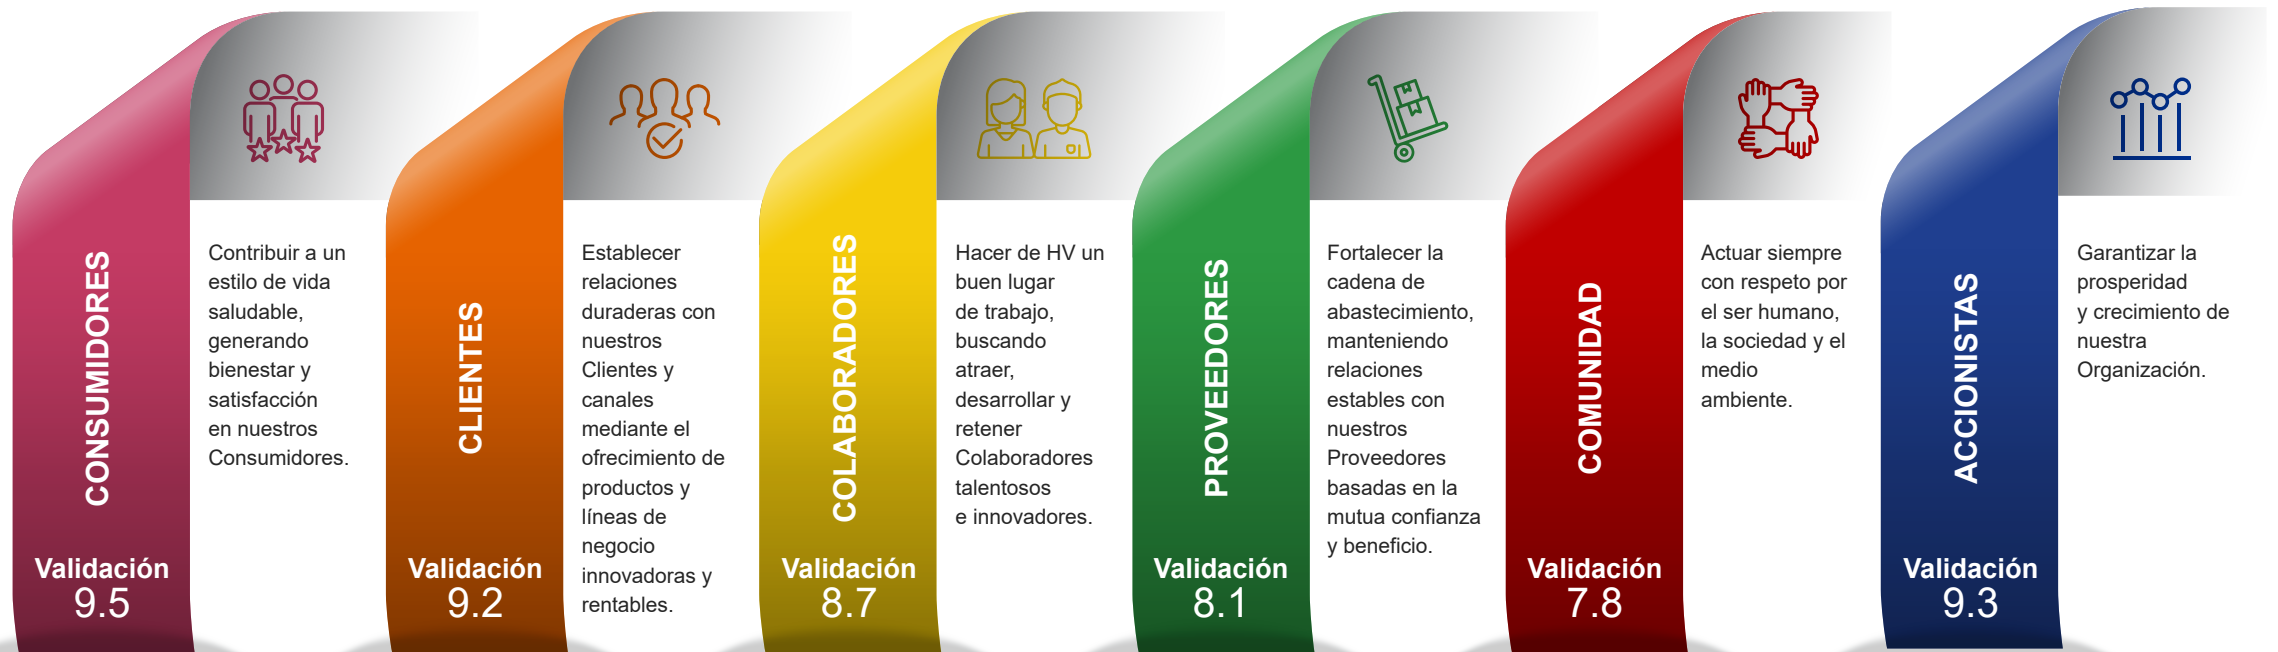 CONSUMIDORES
Validación
9.5
Contribuir a un
estilo de vida
saludable,
generando
bienestar y
satisfacción
en nuestros
Consumidores.
CLIENTES
Validación
9.2
Establecer
relaciones
duraderas con
nuestros
Clientes y
canales
mediante el
ofrecimiento de
productos y
líneas de
negocio
innovadoras y
rentables.
COLABORADORES
Validación
8.7
Hacer de HV un
buen lugar
de trabajo,
buscando
atraer,
desarrollar y
retener
Colaboradores
talentosos
e innovadores.
PROVEEDORES
Validación
8.1
Fortalecer la
cadena de
abastecimiento,
manteniendo
relaciones
estables con
nuestros
Proveedores
basadas en la
mutua confianza
y beneficio.
COMUNIDAD
Validación
7.8
Actuar siempre
con respeto por
el ser humano,
la sociedad y el
medio
ambiente.
ACCIONISTAS
Validación
9.3
Garantizar la
prosperidad
y crecimiento de
nuestra
Organización.